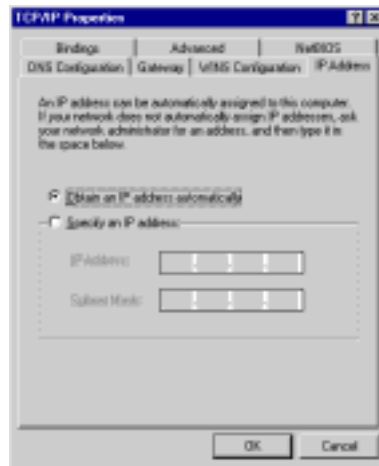 TCP/IP Properties
Bindings Advanced NetBIOS
DNS Configuration Gateway WINS Configuration IP Address
An IP address can be automatically assigned to this computer.
If your network does not automatically assign IP addresses, ask
your network administrator for an address, and then type it in
the space below.
Obtain an IP address automatically
Specify an IP address:
IP Address:
Subnet Mask:
OK Cancel